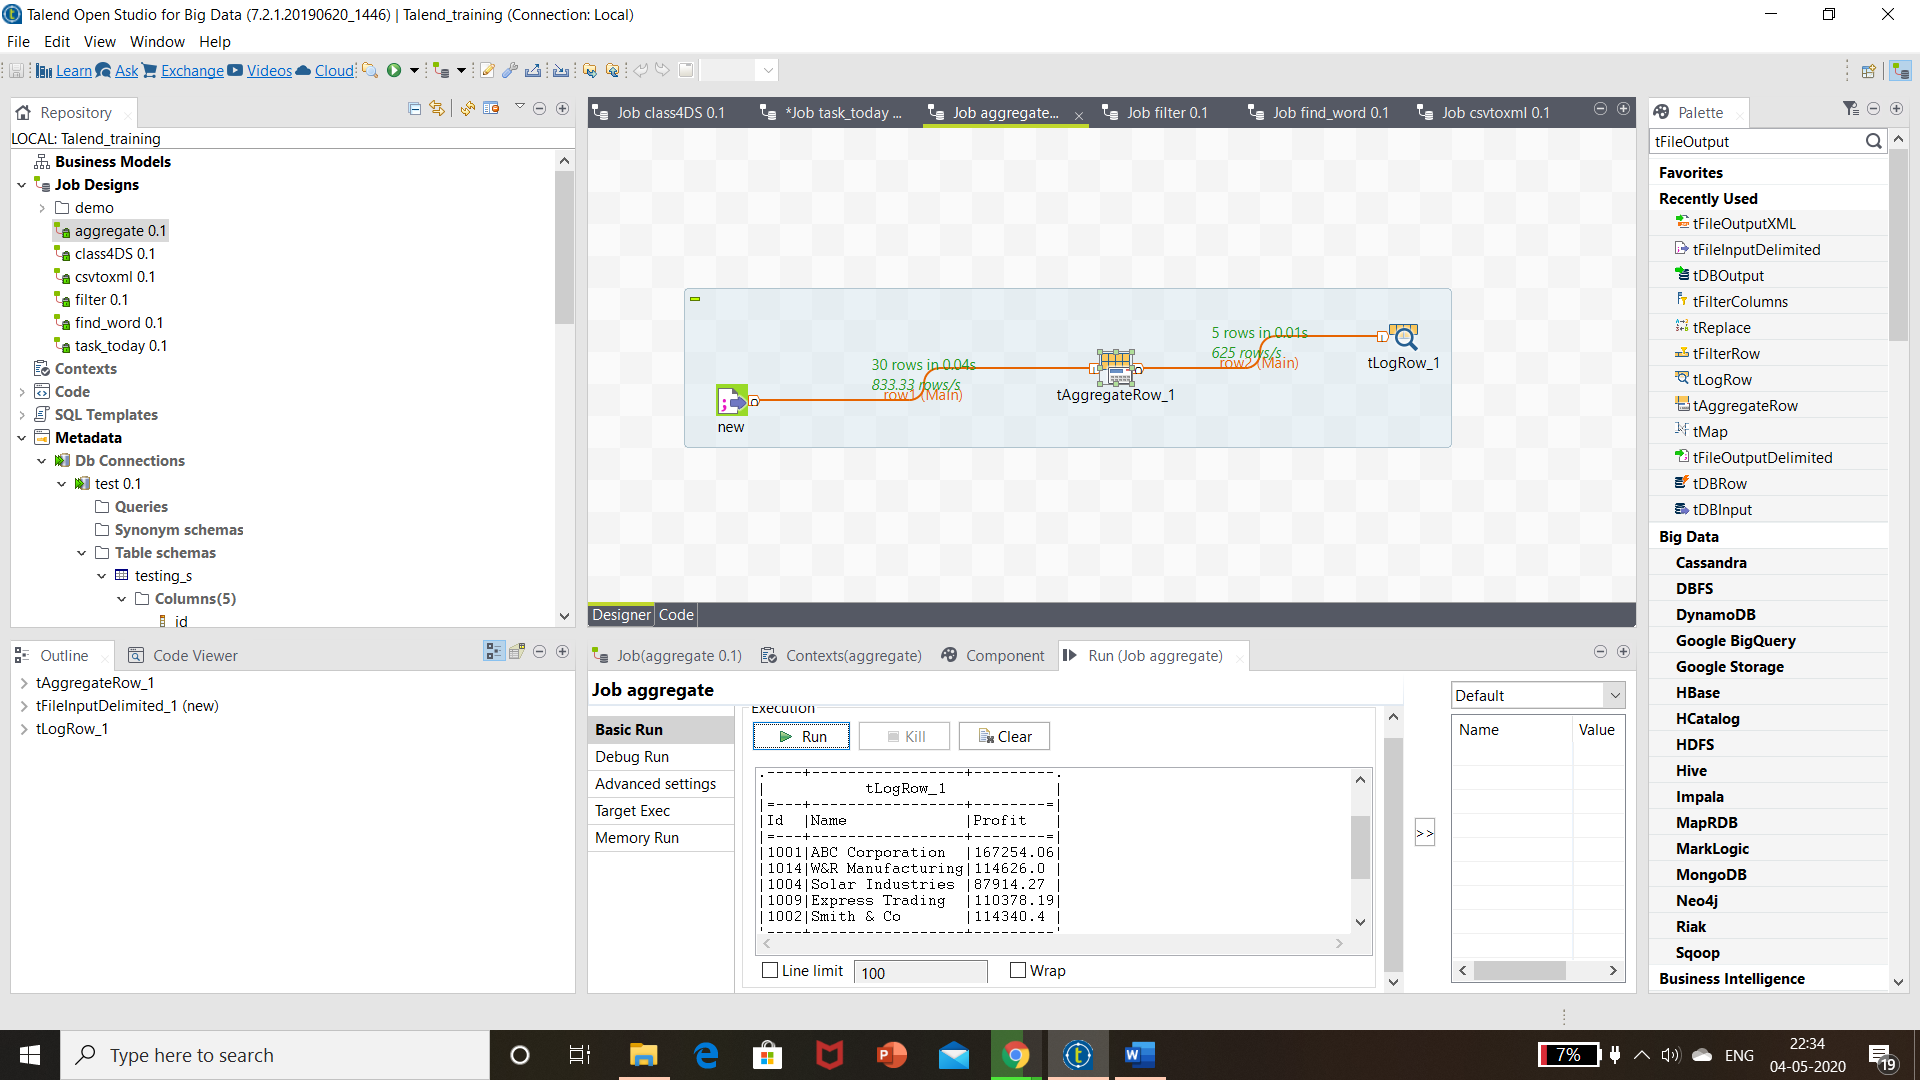 Talend Open Studio for Big Data (7.2.1.20190620_1446) | Talend_training (Connection: Local)
File Edit View Window Help
Learn Ask Exchange Videos Cloud
Repository
LOCAL: Talend_training
Business Models
Job Designs
demo
aggregate 0.1
class4DS 0.1
csvtoxml 0.1
filter 0.1
find_word 0.1
task_today 0.1
Contexts
Code
SQL Templates
Metadata
Db Connections
test 0.1
Queries
Synonym schemas
Table schemas
testing_s
Columns(5)
id
Outline Code Viewer
tAggregateRow_1
tFileInputDelimited_1 (new)
tLogRow_1
Job class4DS 0.1 *Job task_today ... Job aggregate... Job filter 0.1 Job find_word 0.1 Job csvtoxml 0.1
5 rows in 0.01s
625 rows/s
row2 (Main)
tLogRow_1
30 rows in 0.04s
833.33 rows/s
row1 (Main)
tAggregateRow_1
new
Designer Code
Job(aggregate 0.1) Contexts(aggregate) Component Run (Job aggregate)
Job aggregate
Basic Run
Debug Run
Advanced settings
Target Exec
Memory Run
Execution
Run Kill Clear
.----+------------------+---------.
| tLogRow_1 |
|=---+------------------+--------=|
|Id |Name |Profit |
|=---+------------------+--------=|
|1001|ABC Corporation |167254.06|
|1014|W&R Manufacturing|114626.0 |
|1004|Solar Industries |87914.27 |
|1009|Express Trading |110378.19|
|1002|Smith & Co |114340.4 |
'----+------------------+---------'
Line limit 100 Wrap
>>
Default
Name Value
Palette
tFileOutput
Favorites
Recently Used
tFileOutputXML
tFileInputDelimited
tDBOutput
tFilterColumns
tReplace
tFilterRow
tLogRow
tAggregateRow
tMap
tFileOutputDelimited
tDBRow
tDBInput
Big Data
Cassandra
DBFS
DynamoDB
Google BigQuery
Google Storage
HBase
HCatalog
HDFS
Hive
Impala
MapRDB
MarkLogic
MongoDB
Neo4j
Riak
Sqoop
Business Intelligence
Type here to search
7%
ENG
22:34
04-05-2020
19